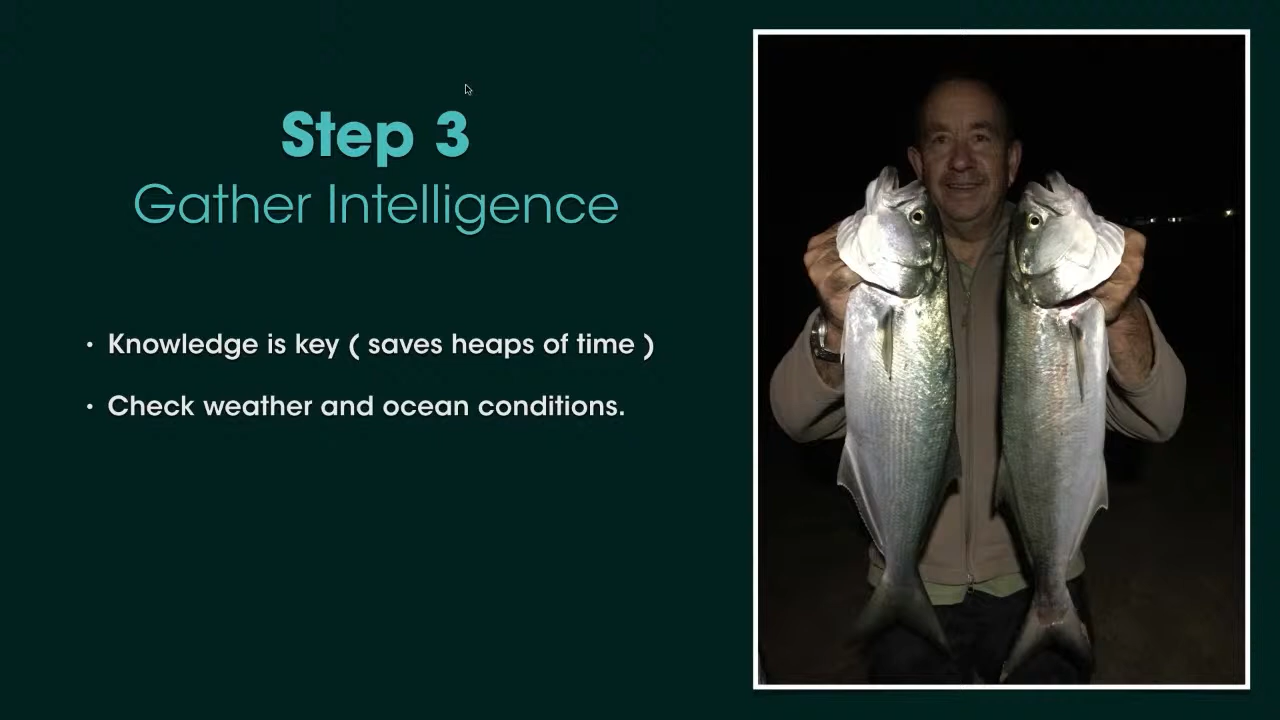 Step 3
Gather Intelligence
• Knowledge is key ( saves heaps of time )
• Check weather and ocean conditions.